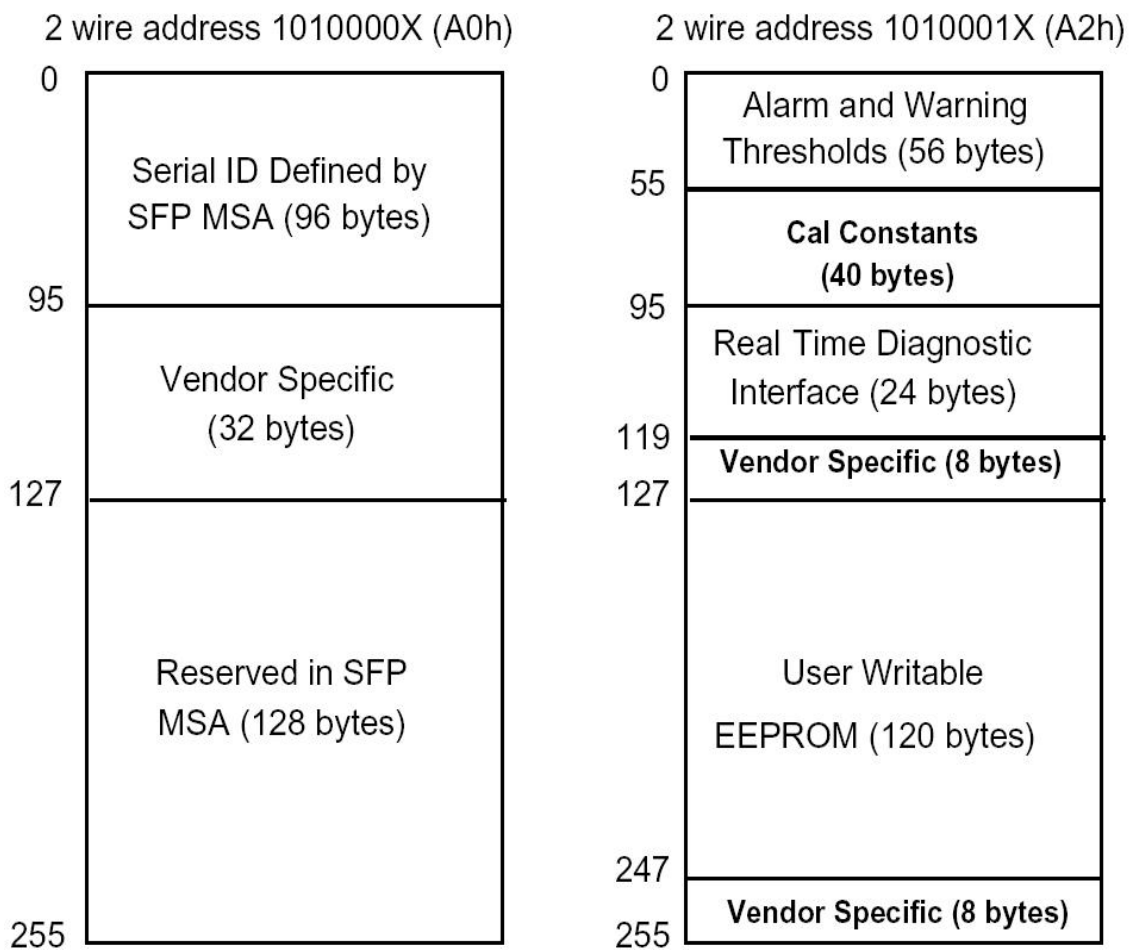 2 wire address 1010000X (A0h)
0
Serial ID Defined by
SFP MSA (96 bytes)
95
Vendor Specific
(32 bytes)
127
Reserved in SFP
MSA (128 bytes)
255
2 wire address 1010001X (A2h)
0
Alarm and Warning
Thresholds (56 bytes)
55
Cal Constants
(40 bytes)
95
Real Time Diagnostic
Interface (24 bytes)
119
Vendor Specific (8 bytes)
127
User Writable
EEPROM (120 bytes)
247
Vendor Specific (8 bytes)
255